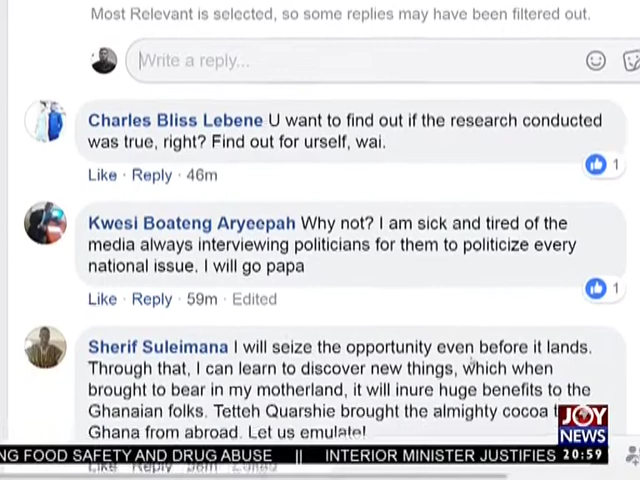 Most Relevant is selected, so some replies may have been filtered out.
Write a reply...
Charles Bliss Lebene U want to find out if the research conducted
was true, right? Find out for urself, wai.
1
Like · Reply · 46m
Kwesi Boateng Aryeepah Why not? I am sick and tired of the
media always interviewing politicians for them to politicize every
national issue. I will go papa
1
Like · Reply · 59m · Edited
Sherif Suleimana I will seize the opportunity even before it lands.
Through that, I can learn to discover new things, which when
brought to bear in my motherland, it will inure huge benefits to the
Ghanaian folks. Tetteh Quarshie brought the almighty cocoa
Ghana from abroad. Let us emulate!
JOY
NEWS
NG FOOD SAFETY AND DRUG ABUSE || INTERIOR MINISTER JUSTIFIES 20:59
Like Reply